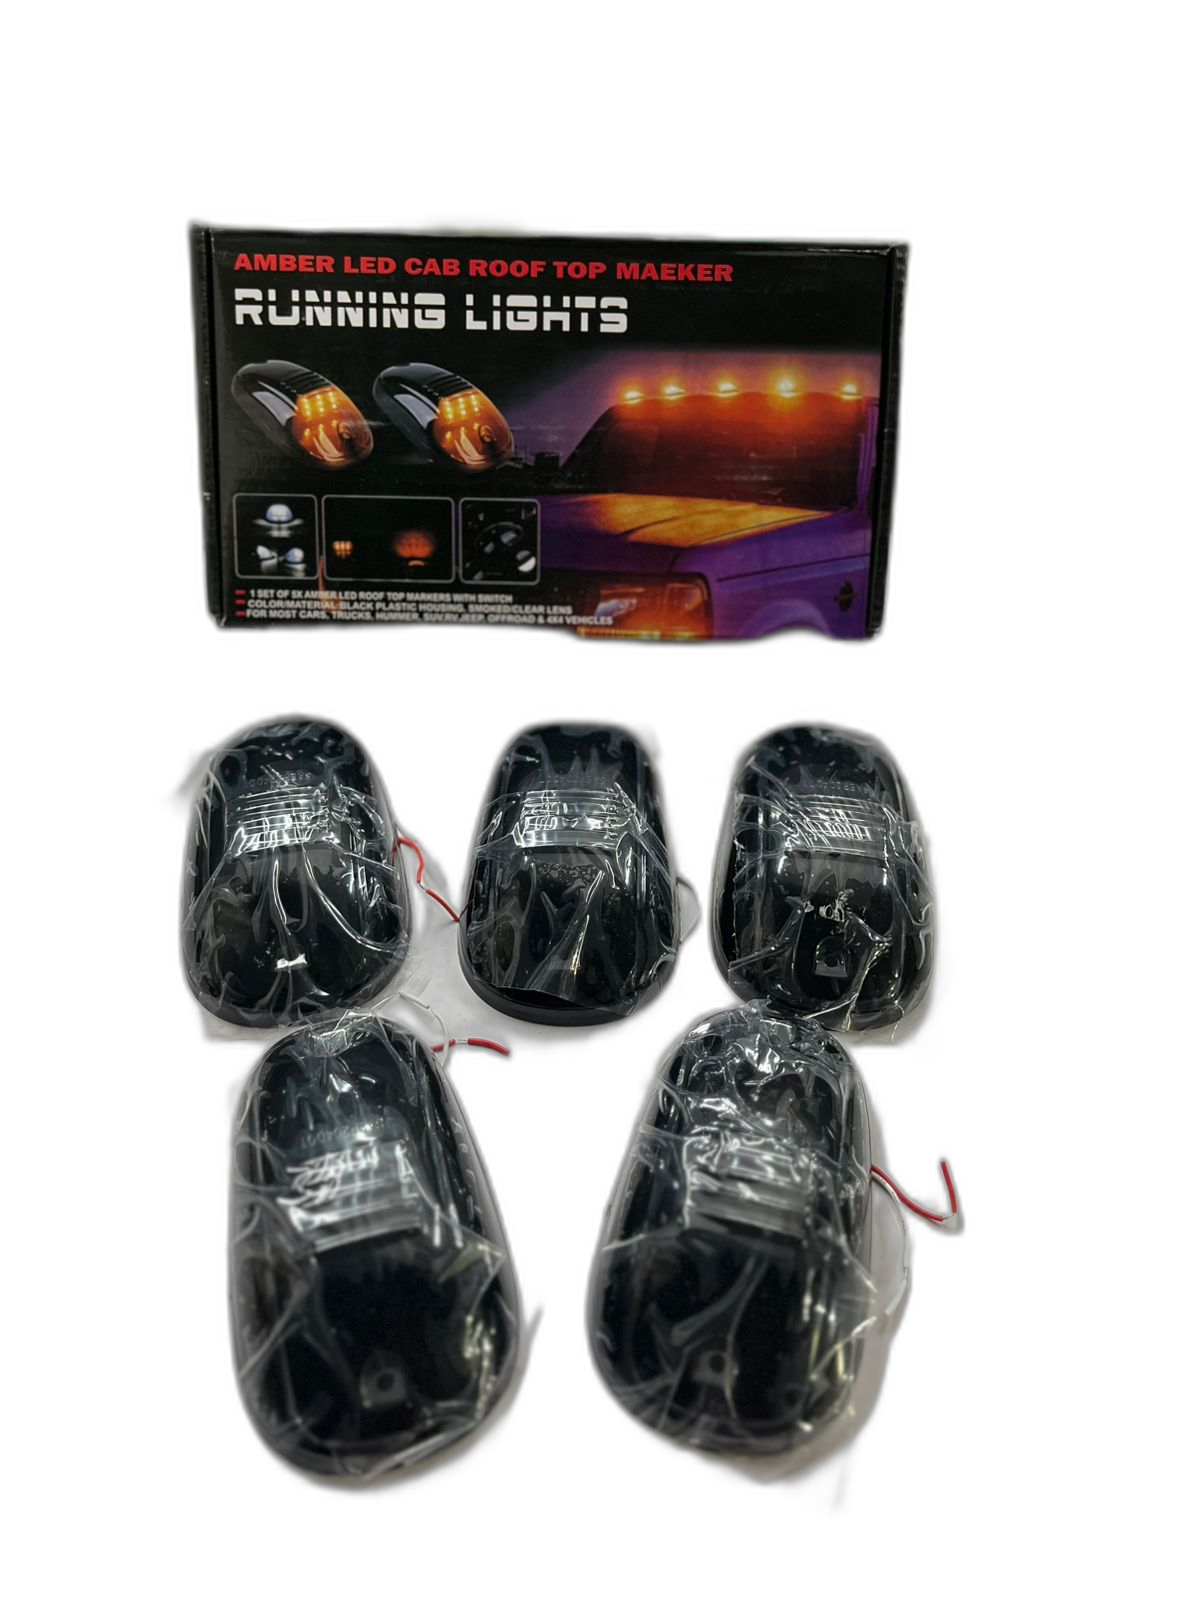 AMBER LED CAB ROOF TOP MAEKER
RUNNING LIGHTS
1 SET OF 5X AMBER LED ROOF TOP MARKERS WITH SWITCH
COLOR/MATERIAL:BLACK PLASTIC HOUSING, SMOKED/CLEAR LENS
FOR MOST CARS, TRUCKS, HUMMER, SUV,RV,JEEP, OFFROAD & 4X4 VEHICLES